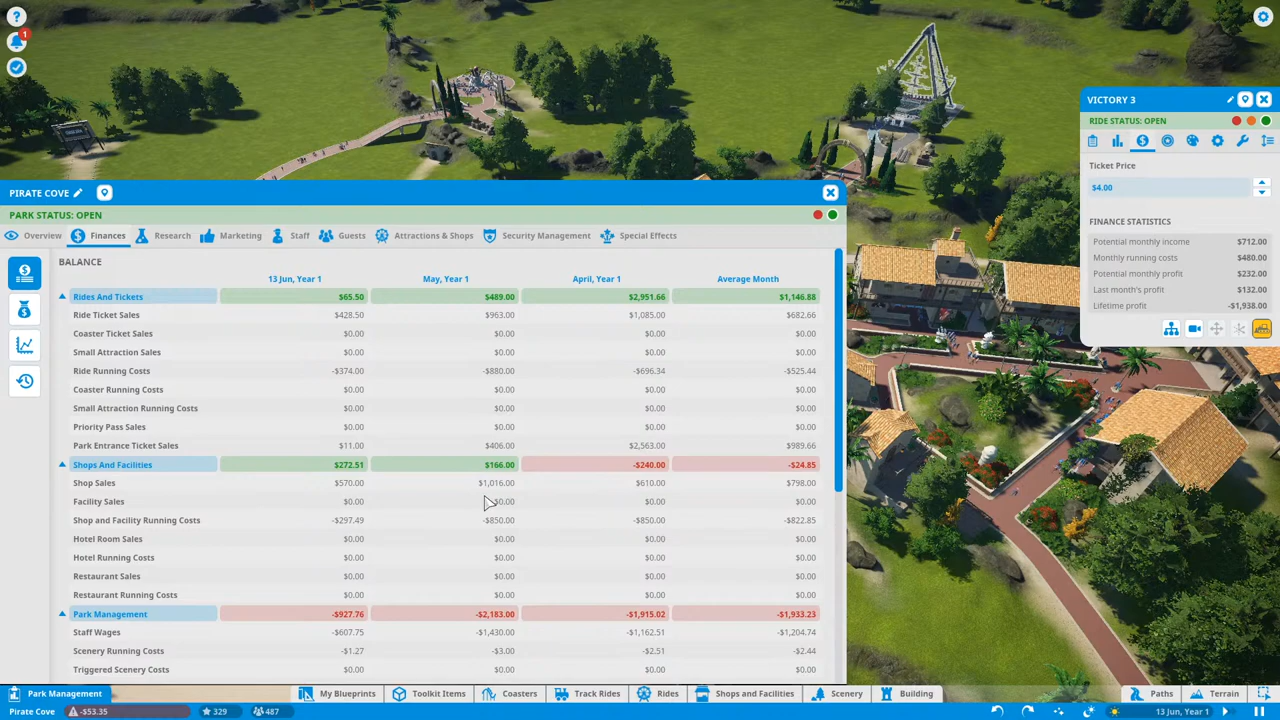 ?
1
VICTORY 3
RIDE STATUS: OPEN
Ticket Price
$4.00
FINANCE STATISTICS
Potential monthly income $712.00
Monthly running costs $480.00
Potential monthly profit $232.00
Last month's profit $132.00
Lifetime profit -$1,938.00
PIRATE COVE
PARK STATUS: OPEN
Overview Finances Research Marketing Staff Guests Attractions & Shops Security Management Special Effects
BALANCE
13 Jun, Year 1 May, Year 1 April, Year 1 Average Month
Rides And Tickets $65.50 $489.00 $2,951.66 $1,146.88
Ride Ticket Sales $428.50 $963.00 $1,085.00 $682.66
Coaster Ticket Sales $0.00 $0.00 $0.00 $0.00
Small Attraction Sales $0.00 $0.00 $0.00 $0.00
Ride Running Costs -$374.00 -$880.00 -$696.34 -$525.44
Coaster Running Costs $0.00 $0.00 $0.00 $0.00
Small Attraction Running Costs $0.00 $0.00 $0.00 $0.00
Priority Pass Sales $0.00 $0.00 $0.00 $0.00
Park Entrance Ticket Sales $11.00 $406.00 $2,563.00 $989.66
Shops And Facilities $272.51 $166.00 -$240.00 -$24.85
Shop Sales $570.00 $1,016.00 $610.00 $798.00
Facility Sales $0.00 $0.00 $0.00 $0.00
Shop and Facility Running Costs -$297.49 -$850.00 -$850.00 -$822.85
Hotel Room Sales $0.00 $0.00 $0.00 $0.00
Hotel Running Costs $0.00 $0.00 $0.00 $0.00
Restaurant Sales $0.00 $0.00 $0.00 $0.00
Restaurant Running Costs $0.00 $0.00 $0.00 $0.00
Park Management -$927.76 -$2,183.00 -$1,915.02 -$1,933.23
Staff Wages -$607.75 -$1,430.00 -$1,162.51 -$1,204.74
Scenery Running Costs -$1.27 -$3.00 -$2.51 -$2.44
Triggered Scenery Costs $0.00 $0.00 $0.00 $0.00
Park Management My Blueprints Toolkit Items Coasters Track Rides Rides Shops and Facilities Scenery Building Paths Terrain
Pirate Cove -$53.35 329 487 13 Jun, Year 1